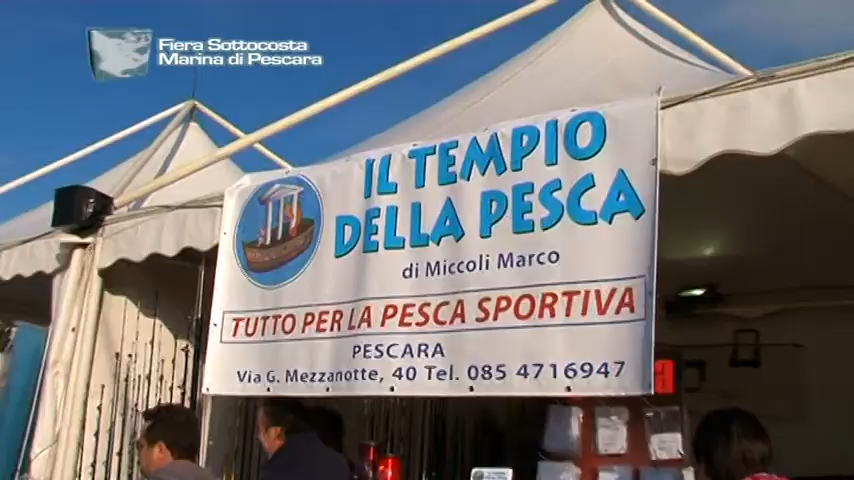 Fiera Sottocosta
Marina di Pescara
IL TEMPIO
DELLA PESCA
di Miccoli Marco
TUTTO PER LA PESCA SPORTIVA
PESCARA
Via G. Mezzanotte, 40 Tel. 085 4716947